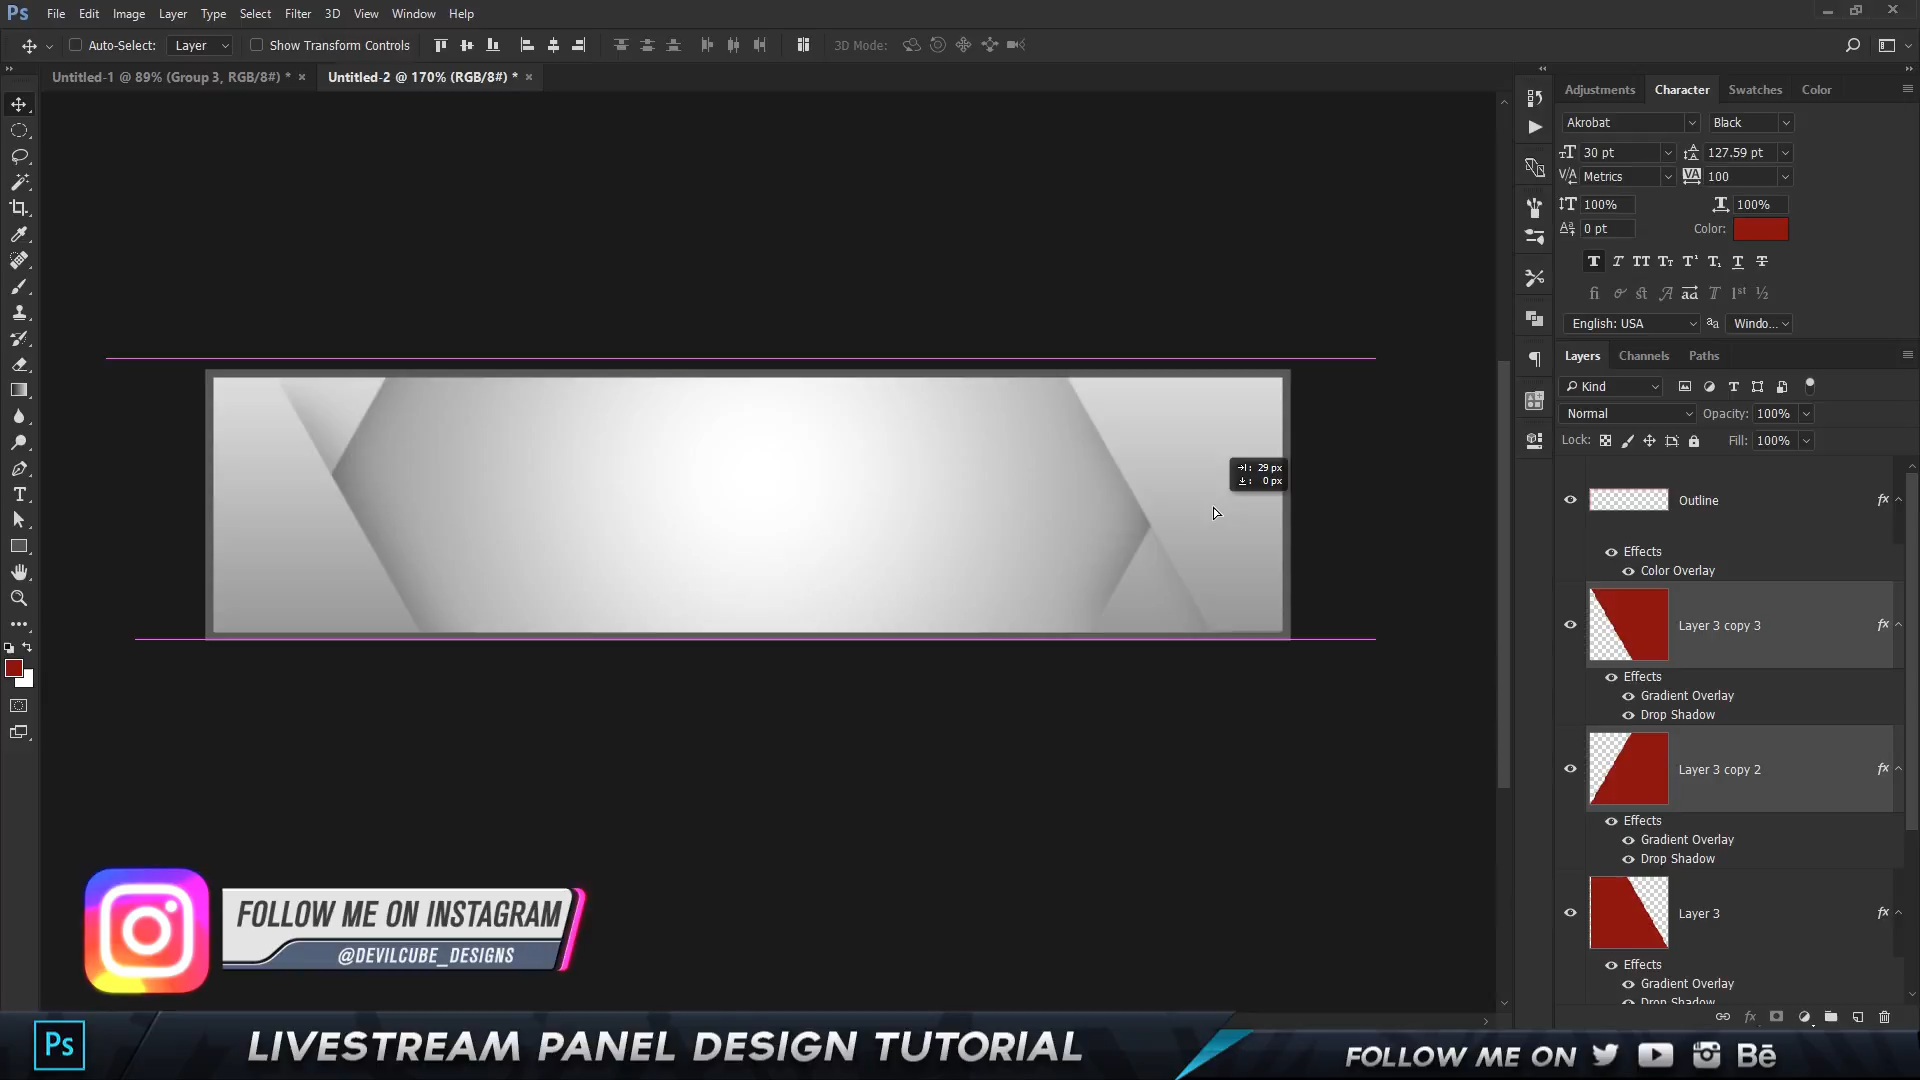 Ps File Edit Image Layer Type Select Filter 3D View Window Help
Auto-Select: Layer Show Transform Controls 3D Mode:
Untitled-1 @ 89% (Group 3, RGB/8#) * × Untitled-2 @ 170% (RGB/8#) * ×
Adjustments Character Swatches Color
Akrobat Black
30 pt 127.59 pt
Metrics 100
100% 100%
0 pt Color:
English: USA aa Windo...
Layers Channels Paths
Kind
Normal Opacity: 100%
Lock: Fill: 100%
29 px
0 px
Outline fx
Effects
Color Overlay
Layer 3 copy 3 fx
Effects
Gradient Overlay
Drop Shadow
Layer 3 copy 2 fx
Effects
Gradient Overlay
Drop Shadow
Layer 3 fx
Effects
Gradient Overlay
Drop Shadow
FOLLOW ME ON INSTAGRAM
@DEVILCUBE_DESIGNS
Ps LIVESTREAM PANEL DESIGN TUTORIAL
FOLLOW ME ON Bē